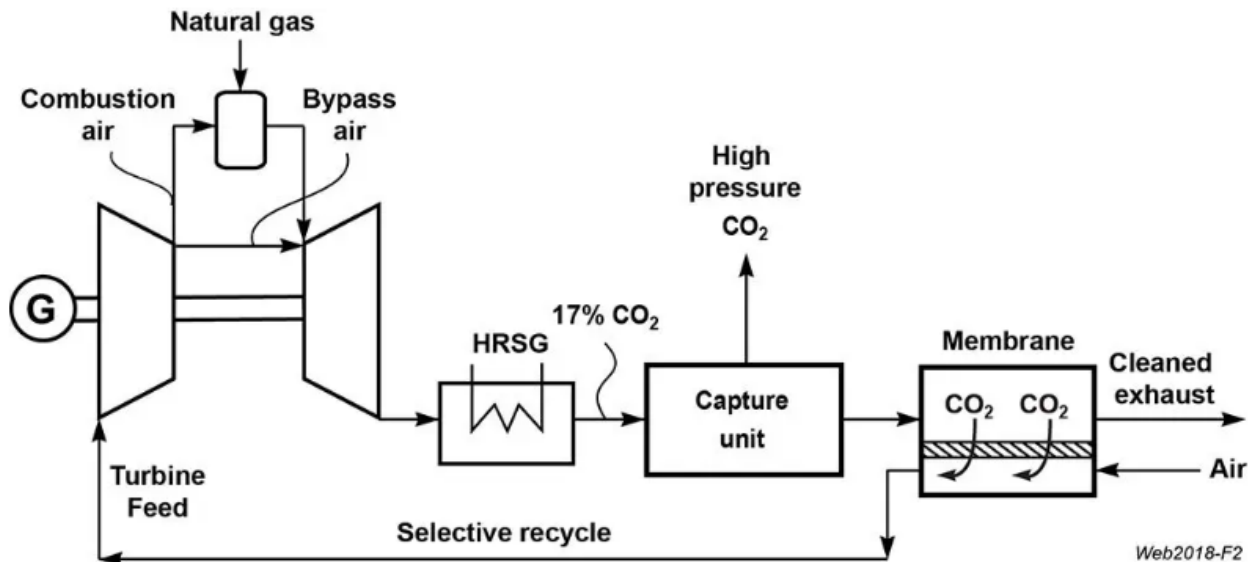 Natural gas
Combustion
air
Bypass
air
High
pressure
CO₂
G
17% CO₂
HRSG
Membrane
Cleaned
exhaust
Capture
unit
CO₂ CO₂
Air
Turbine
Feed
Selective recycle
Web2018-F2